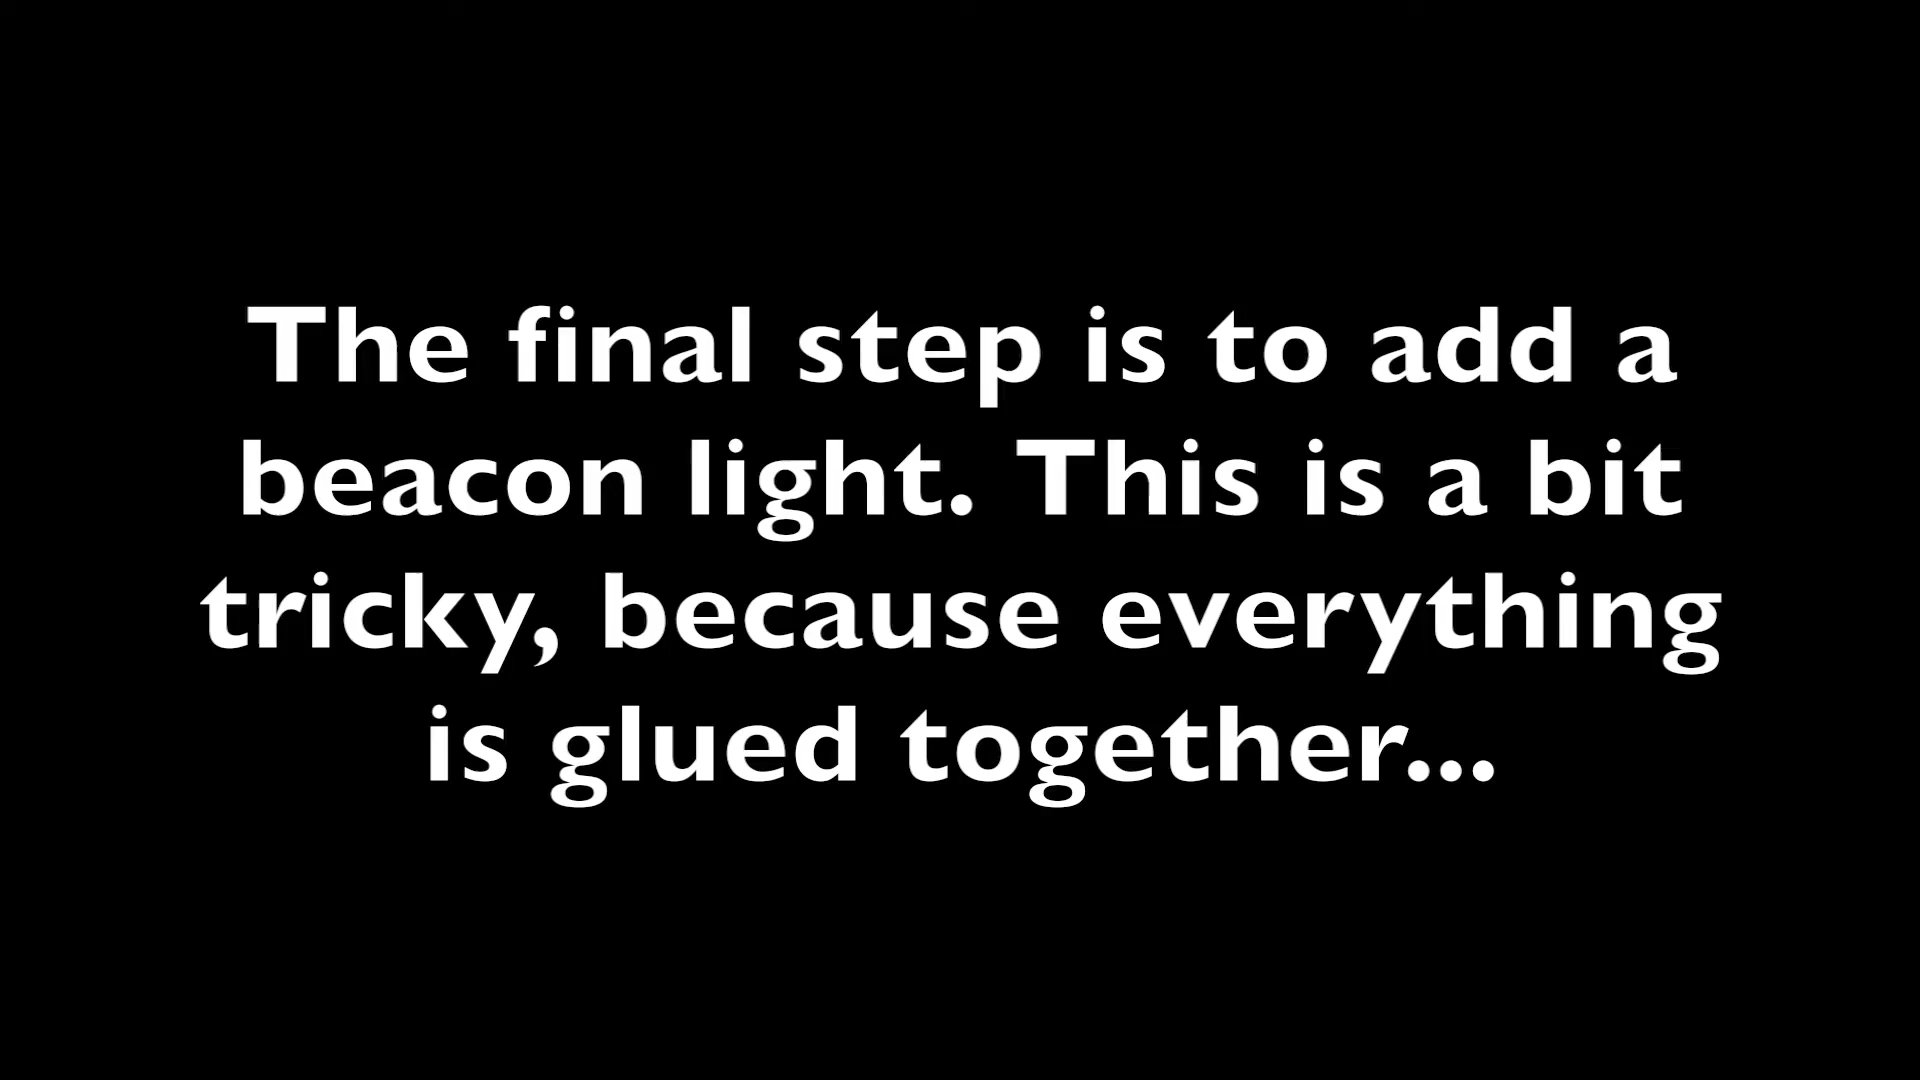 The final step is to add a
beacon light. This is a bit
tricky, because everything
is glued together...